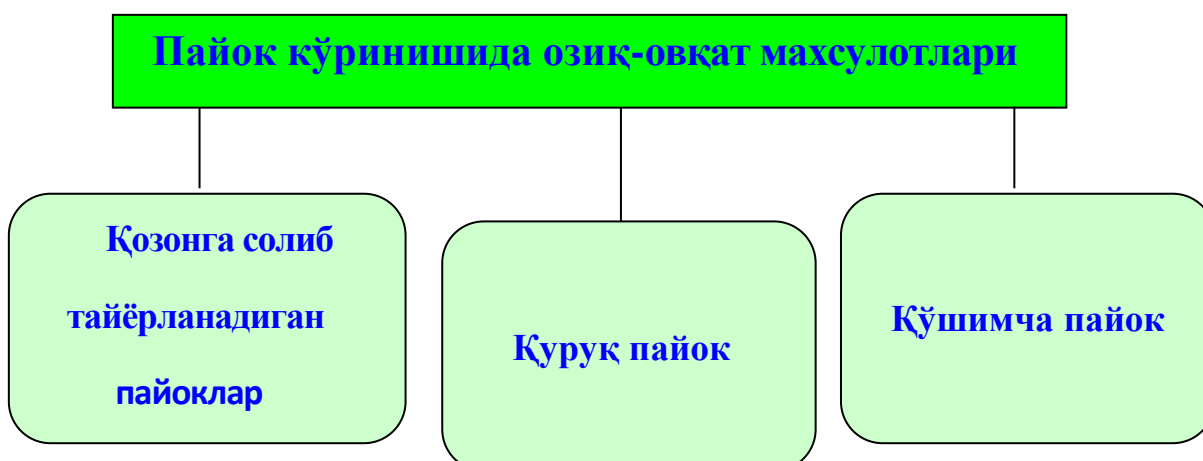 Пайок кўринишида озиқ-овқат махсулотлари
Қозонга солиб
тайёрланадиган
пайоклар
Қуруқ пайок
Қўшимча пайок